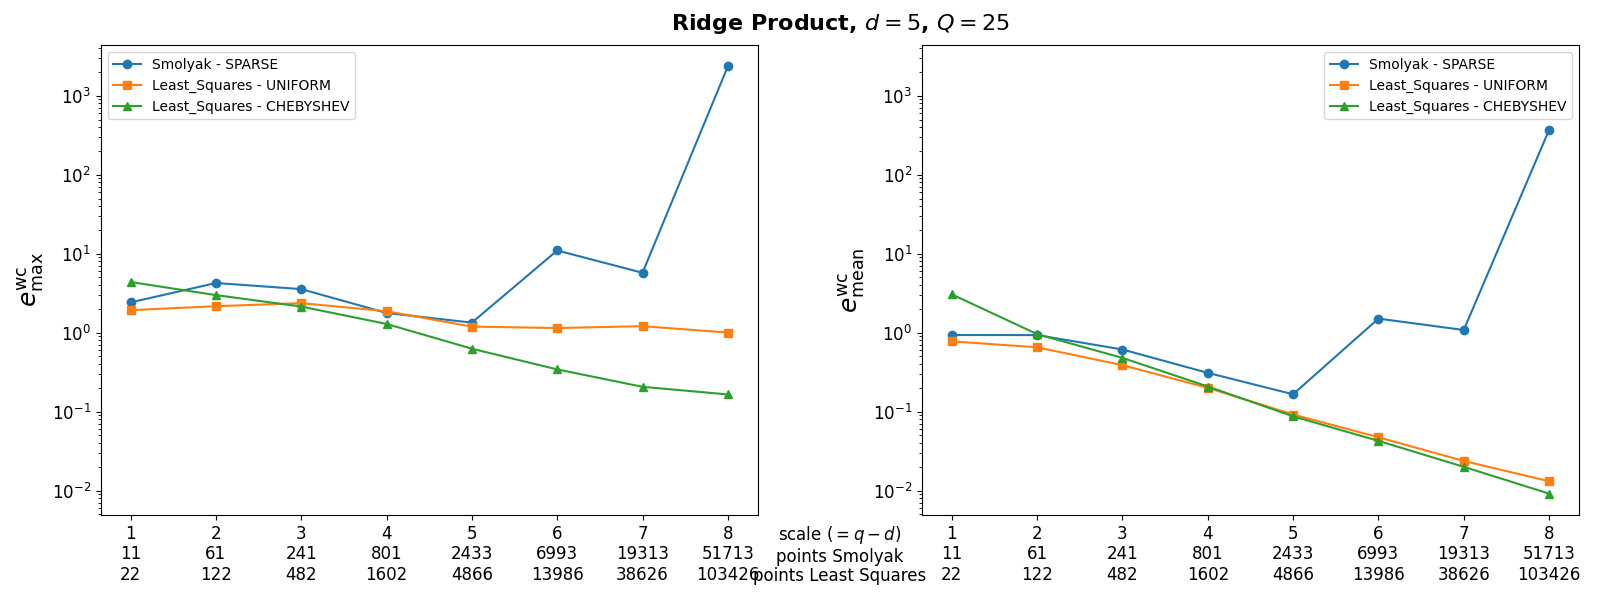 Ridge Product, d = 5, Q = 25
Smolyak - SPARSE
Least_Squares - UNIFORM
Least_Squares - CHEBYSHEV
10³
10²
10¹
10⁰
10⁻¹
10⁻²
e^wc_max
1 2 3 4 5 6 7 8
11 61 241 801 2433 6993 19313 51713
22 122 482 1602 4866 13986 38626 103426
scale (= q − d)
points Smolyak
points Least Squares
Smolyak - SPARSE
Least_Squares - UNIFORM
Least_Squares - CHEBYSHEV
10³
10²
10¹
10⁰
10⁻¹
10⁻²
e^wc_mean
1 2 3 4 5 6 7 8
11 61 241 801 2433 6993 19313 51713
22 122 482 1602 4866 13986 38626 103426